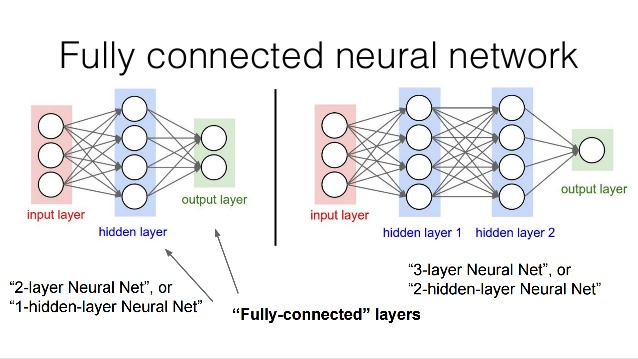 Fully connected neural network
input layer
hidden layer
output layer
input layer
hidden layer 1
hidden layer 2
output layer
“2-layer Neural Net”, or
“1-hidden-layer Neural Net”
“Fully-connected” layers
“3-layer Neural Net”, or
“2-hidden-layer Neural Net”